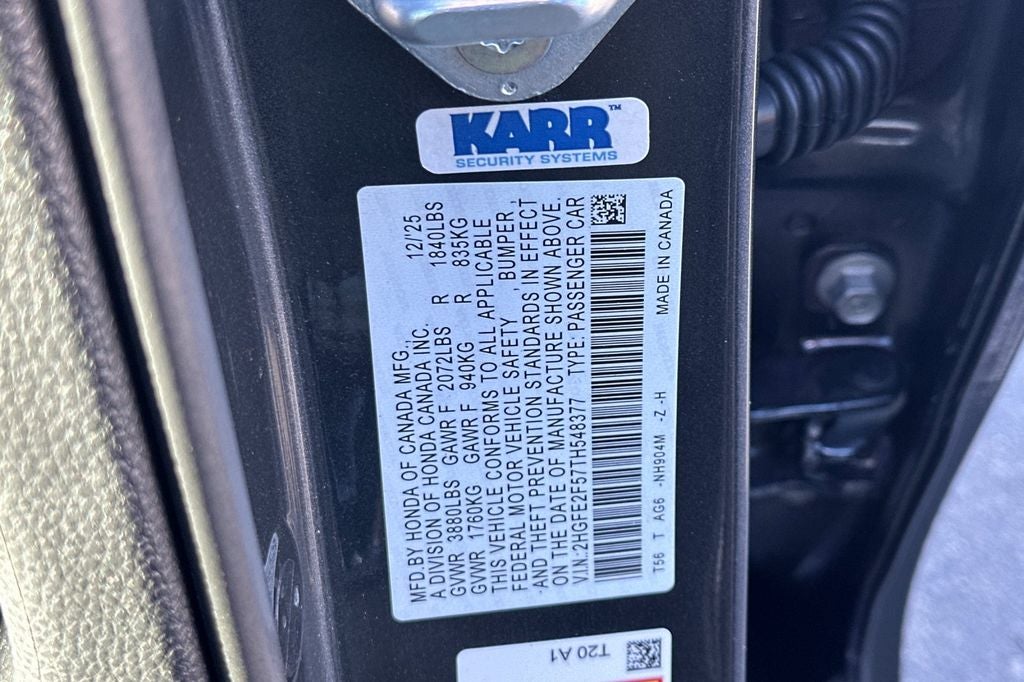 KARR™
SECURITY SYSTEMS
MFD.BY HONDA OF CANADA MFG., 12/25
A DIVISION OF HONDA CANADA INC.
GVWR 3880LBS GAWR F 2072LBS R 1840LBS
GVWR 1760KG GAWR F 940KG R 835KG
THIS VEHICLE CONFORMS TO ALL APPLICABLE
FEDERAL MOTOR VEHICLE SAFETY , BUMPER ,
AND THEFT PREVENTION STANDARDS IN EFFECT
ON THE DATE OF MANUFACTURE SHOWN ABOVE.
V.I.N.:2HGFE2F57TH548377 TYPE: PASSENGER CAR
T56 T AG6 -NH904M -Z -H MADE IN CANADA
T20 A1